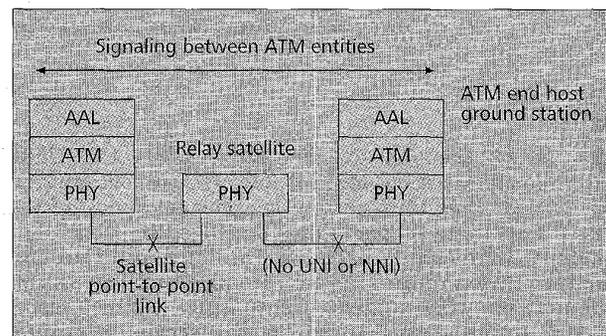 Signaling between ATM entities
ATM end host
ground station
AAL
ATM
PHY
Relay satellite
PHY
AAL
ATM
PHY
Satellite
point-to-point
link
(No UNI or NNI)